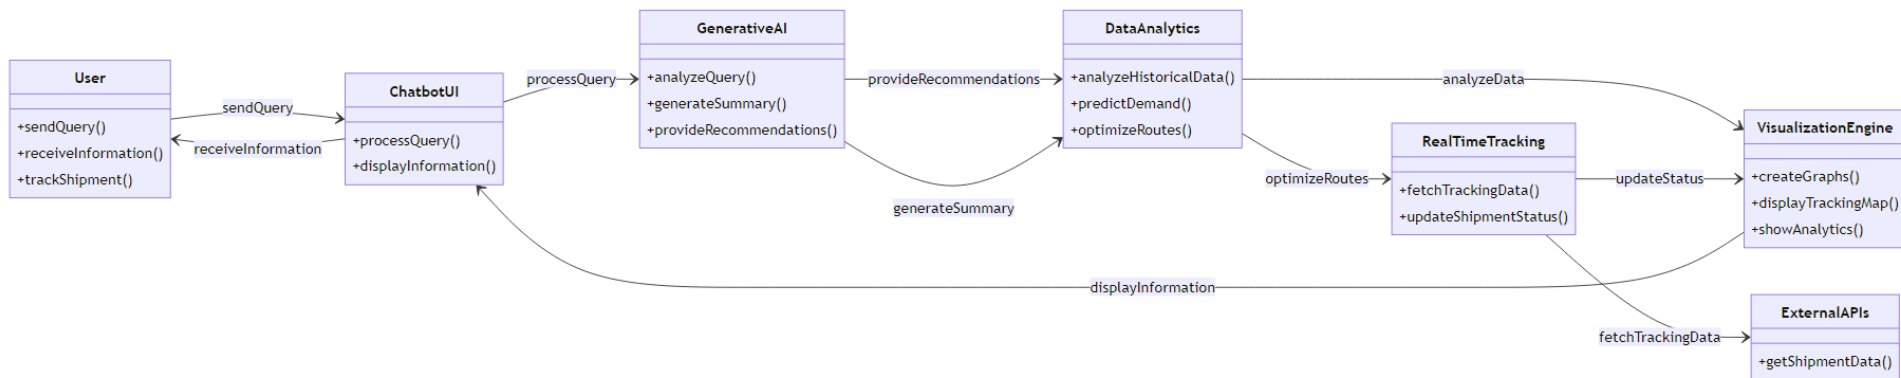 User
+sendQuery()
+receiveInformation()
+trackShipment()
sendQuery
receiveInformation
ChatbotUI
+processQuery()
+displayInformation()
processQuery
GenerativeAI
+analyzeQuery()
+generateSummary()
+provideRecommendations()
provideRecommendations
generateSummary
DataAnalytics
+analyzeHistoricalData()
+predictDemand()
+optimizeRoutes()
analyzeData
optimizeRoutes
RealTimeTracking
+fetchTrackingData()
+updateShipmentStatus()
updateStatus
VisualizationEngine
+createGraphs()
+displayTrackingMap()
+showAnalytics()
displayInformation
fetchTrackingData
ExternalAPIs
+getShipmentData()